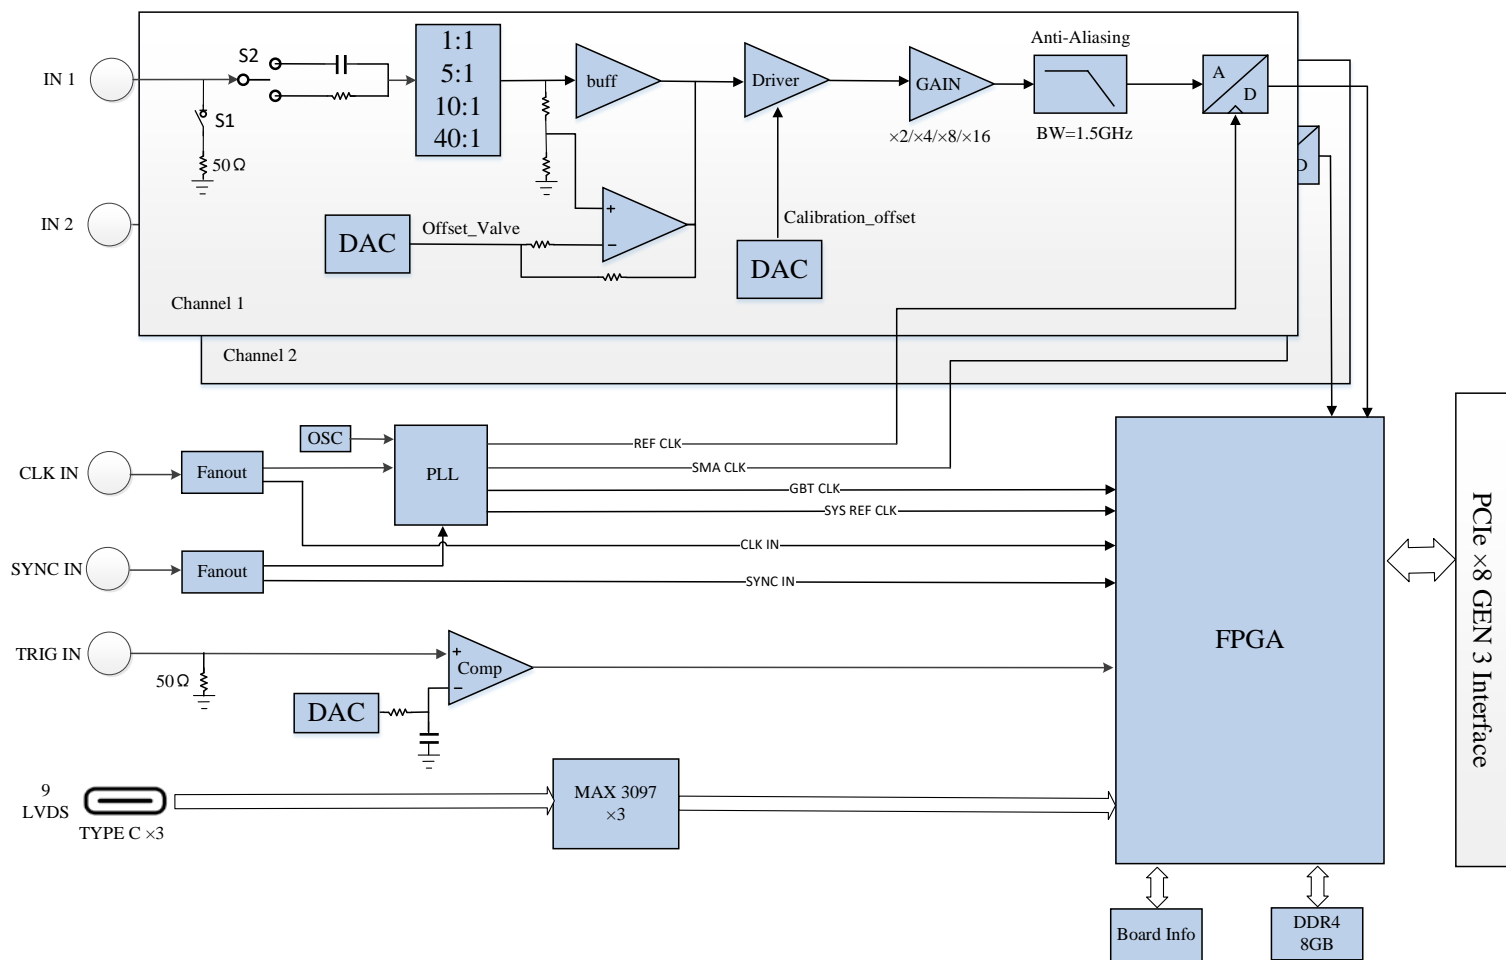 IN 1
S2
S1
50Ω
1:1
5:1
10:1
40:1
buff
Driver
GAIN
×2/×4/×8/×16
Anti-Aliasing
BW=1.5GHz
A
D
D
IN 2
+
−
DAC
Offset_Valve
Calibration_offset
DAC
Channel 1
Channel 2
OSC
CLK IN
Fanout
PLL
REF CLK
SMA CLK
GBT CLK
SYS REF CLK
CLK IN
SYNC IN
Fanout
SYNC IN
TRIG IN
50Ω
+
Comp
−
DAC
FPGA
PCIe ×8 GEN 3 Interface
9
LVDS
TYPE C ×3
MAX 3097
×3
Board Info
DDR4
8GB